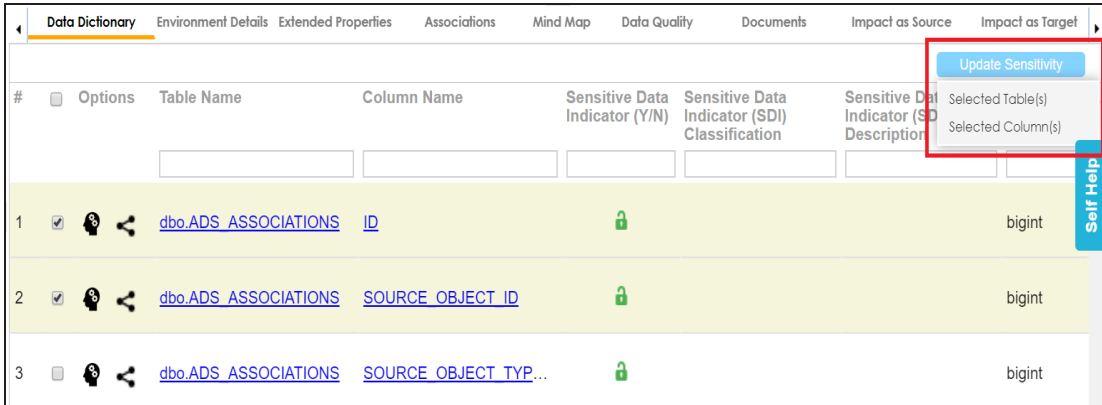 Data Dictionary Environment Details Extended Properties Associations Mind Map Data Quality Documents Impact as Source Impact as Target
Update Sensitivity
Selected Table(s)
Selected Column(s)
# Options Table Name Column Name Sensitive Data Sensitive Data Sensitive Dat
Indicator (Y/N) Indicator (SDI) Indicator (SD
Classification Description
Self Help
1 dbo.ADS_ASSOCIATIONS ID bigint
2 dbo.ADS_ASSOCIATIONS SOURCE_OBJECT_ID bigint
3 dbo.ADS_ASSOCIATIONS SOURCE_OBJECT_TYP... bigint